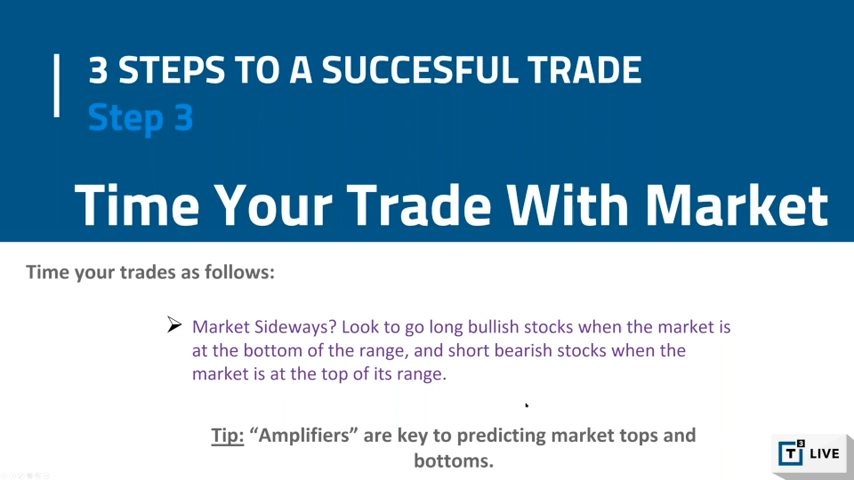 3 STEPS TO A SUCCESFUL TRADE
Step 3
Time Your Trade With Market
Time your trades as follows:
➢ Market Sideways? Look to go long bullish stocks when the market is
at the bottom of the range, and short bearish stocks when the
market is at the top of its range.
Tip: “Amplifiers” are key to predicting market tops and
bottoms.
T3 LIVE